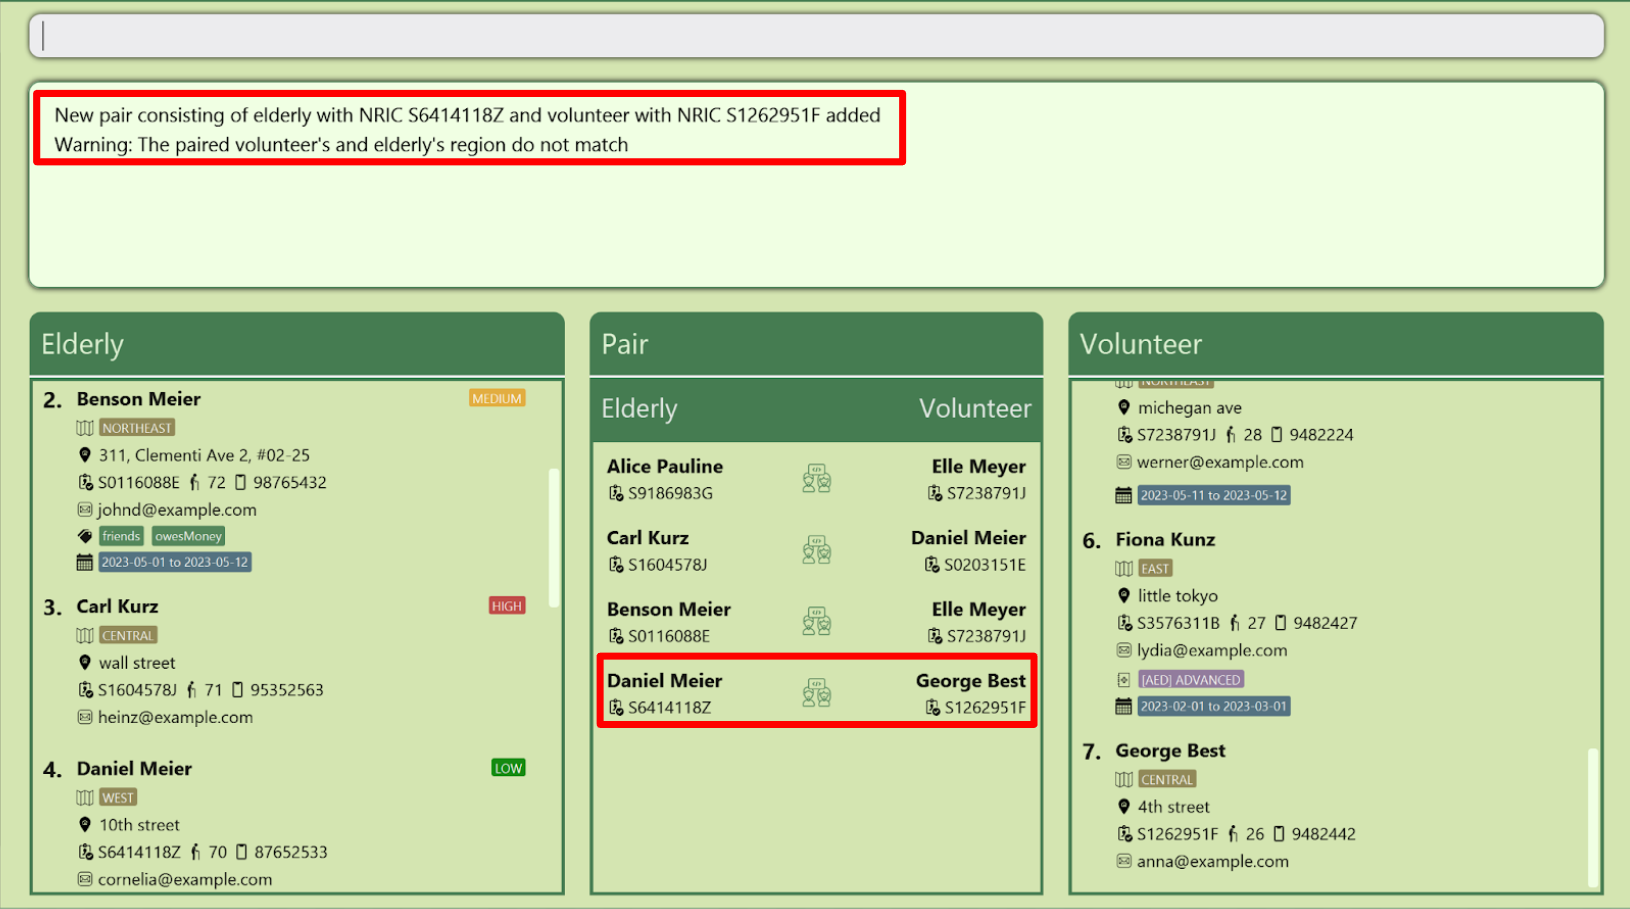 New pair consisting of elderly with NRIC S6414118Z and volunteer with NRIC S1262951F added
Warning: The paired volunteer's and elderly's region do not match
Elderly
2. Benson Meier MEDIUM
NORTHEAST
311, Clementi Ave 2, #02-25
S0116088E 72 98765432
johnd@example.com
friends owesMoney
2023-05-01 to 2023-05-12
3. Carl Kurz HIGH
CENTRAL
wall street
S1604578J 71 95352563
heinz@example.com
4. Daniel Meier LOW
WEST
10th street
S6414118Z 70 87652533
cornelia@example.com
Pair
Elderly Volunteer
Alice Pauline Elle Meyer
S9186983G S7238791J
Carl Kurz Daniel Meier
S1604578J S0203151E
Benson Meier Elle Meyer
S0116088E S7238791J
Daniel Meier George Best
S6414118Z S1262951F
Volunteer
NORTHEAST
michegan ave
S7238791J 28 9482224
werner@example.com
2023-05-11 to 2023-05-12
6. Fiona Kunz
EAST
little tokyo
S3576311B 27 9482427
lydia@example.com
[AED] ADVANCED
2023-02-01 to 2023-03-01
7. George Best
CENTRAL
4th street
S1262951F 26 9482442
anna@example.com